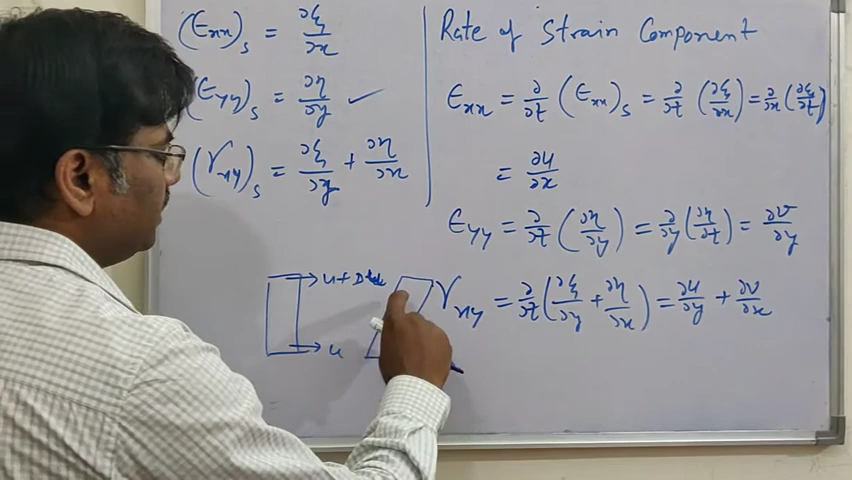 (ϵxx)s = ∂ξ/∂x
(ϵyy)s = ∂η/∂y ✓
(γxy)s = ∂ξ/∂y + ∂η/∂x
Rate of Strain Component
ϵxx = ∂/∂t (ϵxx)s = ∂/∂t (∂ξ/∂x) = ∂/∂x (∂ξ/∂t)
= ∂u/∂x
ϵyy = ∂/∂t (∂η/∂y) = ∂/∂y (∂η/∂t) = ∂v/∂y
γxy = ∂/∂t (∂ξ/∂y + ∂η/∂x) = ∂u/∂y + ∂v/∂x
u +
u